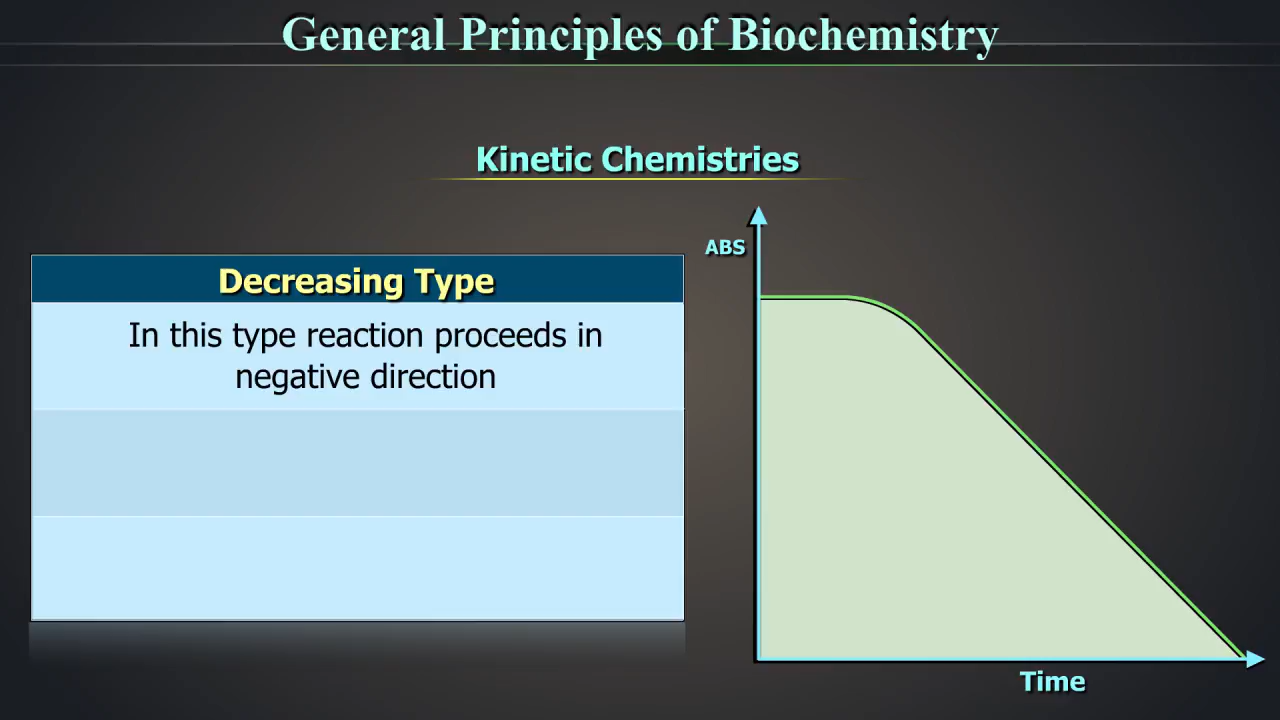 General Principles of Biochemistry
Kinetic Chemistries
Decreasing Type
In this type reaction proceeds in
negative direction
ABS
Time